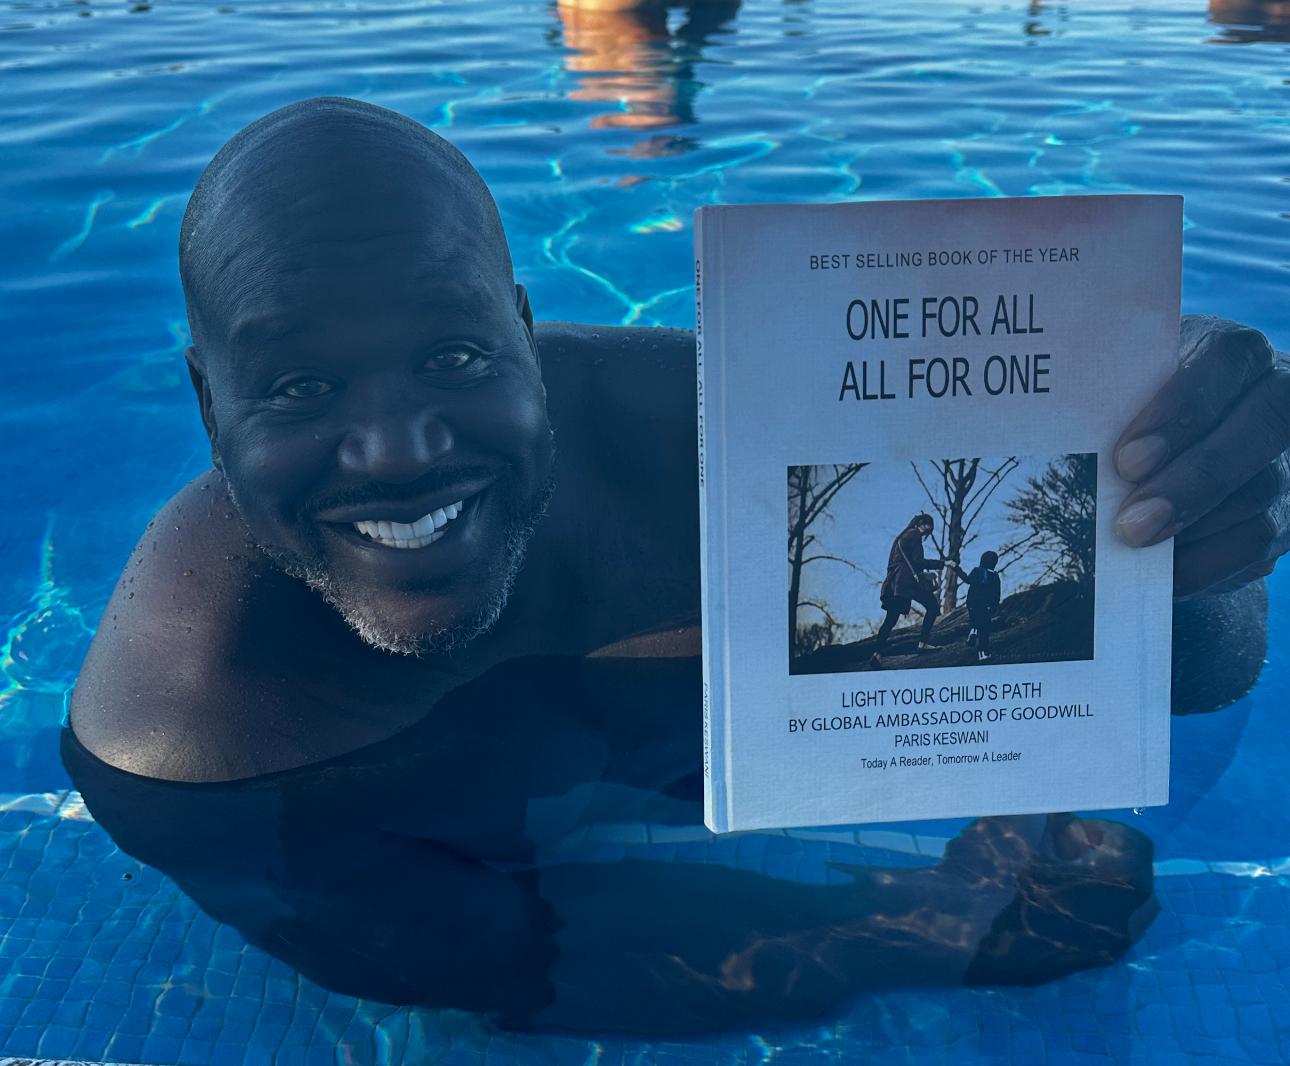 BEST SELLING BOOK OF THE YEAR
ONE FOR ALL
ALL FOR ONE
LIGHT YOUR CHILD'S PATH
BY GLOBAL AMBASSADOR OF GOODWILL
PARIS KESWANI
Today A Reader, Tomorrow A Leader
ONE FOR ALL, ALL FOR ONE
PARIS KESWANI